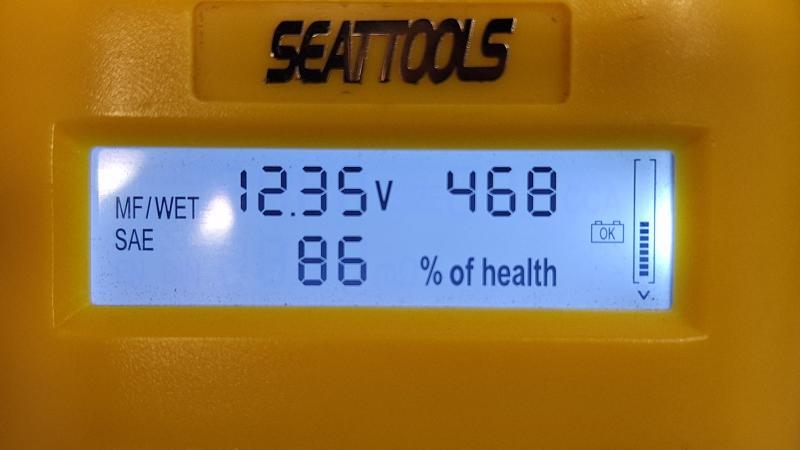 SEATTOOLS
MF/WET 12.35V 468
SAE
OK
86 % of health